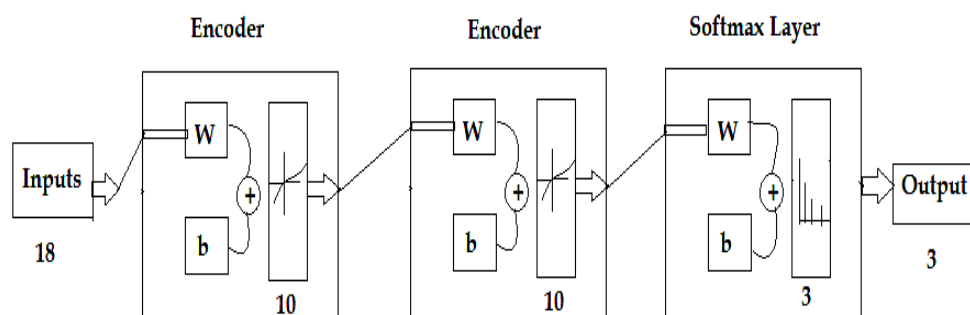 Encoder
Encoder
Softmax Layer
Inputs
18
W
+
b
10
W
+
b
10
W
+
b
3
Output
3